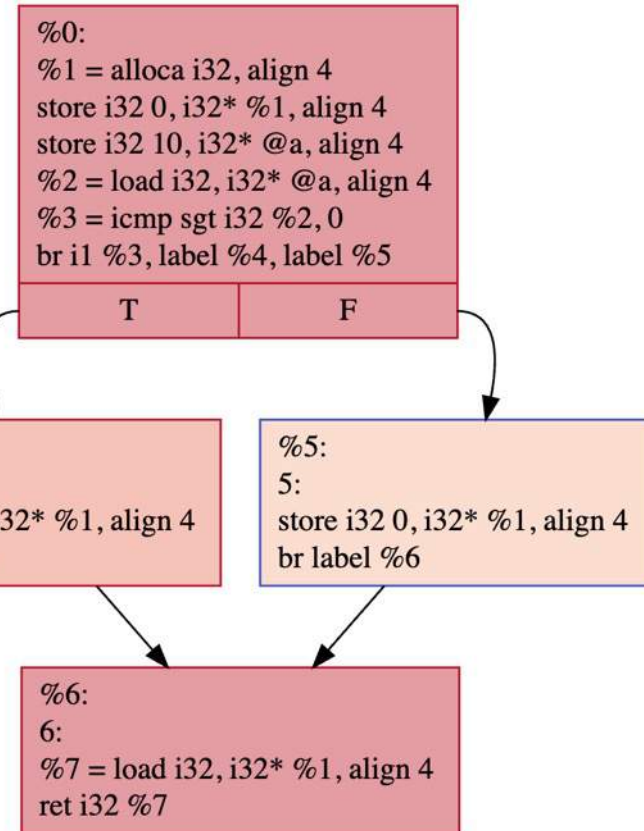 %0:
%1 = alloca i32, align 4
store i32 0, i32* %1, align 4
store i32 10, i32* @a, align 4
%2 = load i32, i32* @a, align 4
%3 = icmp sgt i32 %2, 0
br i1 %3, label %4, label %5
T F
32* %1, align 4
%5:
5:
store i32 0, i32* %1, align 4
br label %6
%6:
6:
%7 = load i32, i32* %1, align 4
ret i32 %7